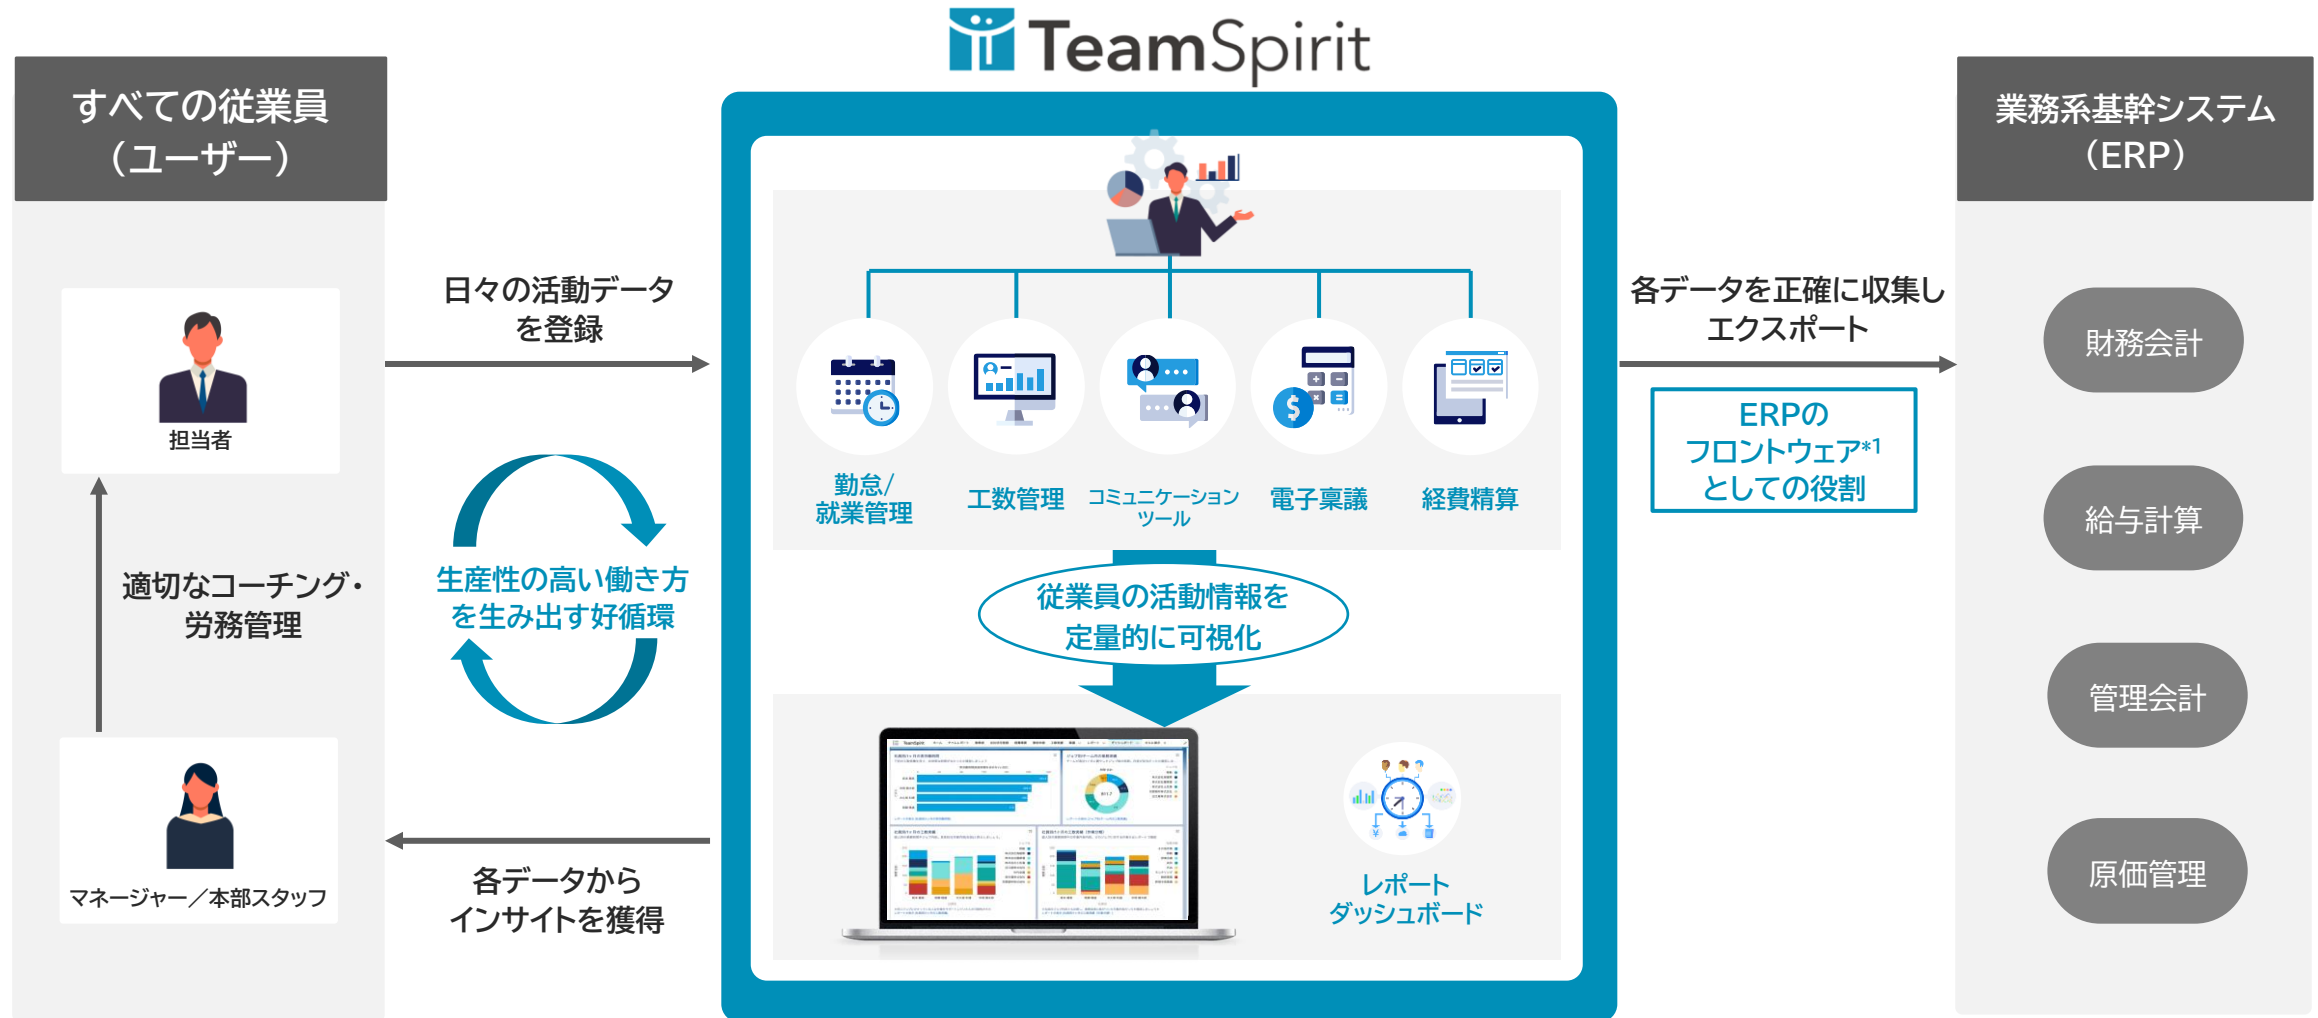 TeamSpirit
すべての従業員
（ユーザー）
担当者
適切なコーチング・
労務管理
マネージャー／本部スタッフ
日々の活動データ
を登録
生産性の高い働き方
を生み出す好循環
各データから
インサイトを獲得
勤怠/
就業管理
工数管理
コミュニケーション
ツール
電子稟議
経費精算
従業員の活動情報を
定量的に可視化
レポート
ダッシュボード
各データを正確に収集し
エクスポート
ERPの
フロントウェア*1
としての役割
業務系基幹システム
（ERP）
財務会計
給与計算
管理会計
原価管理